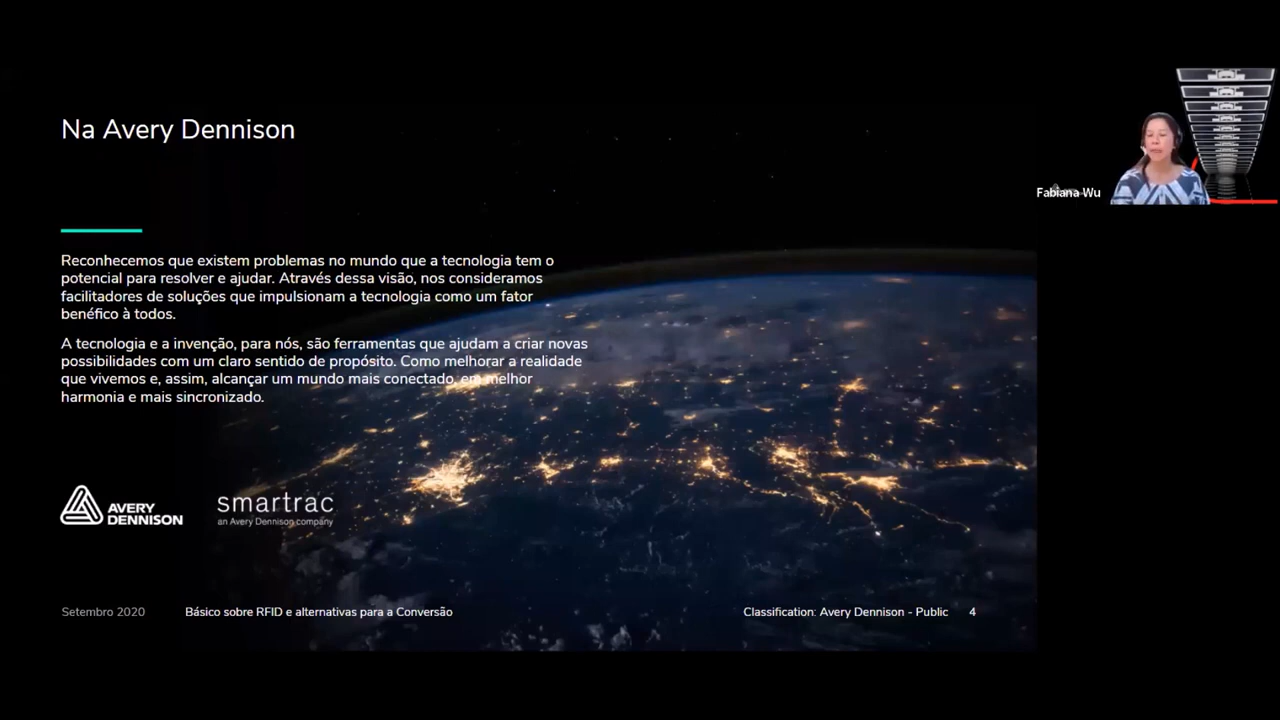 Na Avery Dennison
Fabiana Wu
Reconhecemos que existem problemas no mundo que a tecnologia tem o
potencial para resolver e ajudar. Através dessa visão, nos consideramos
facilitadores de soluções que impulsionam a tecnologia como um fator
benéfico à todos.
A tecnologia e a invenção, para nós, são ferramentas que ajudam a criar novas
possibilidades com um claro sentido de propósito. Como melhorar a realidade
que vivemos e, assim, alcançar um mundo mais conectado, em melhor
harmonia e mais sincronizado.
AVERY
DENNISON
smartrac
an Avery Dennison company
Setembro 2020
Básico sobre RFID e alternativas para a Conversão
Classification: Avery Dennison - Public
4